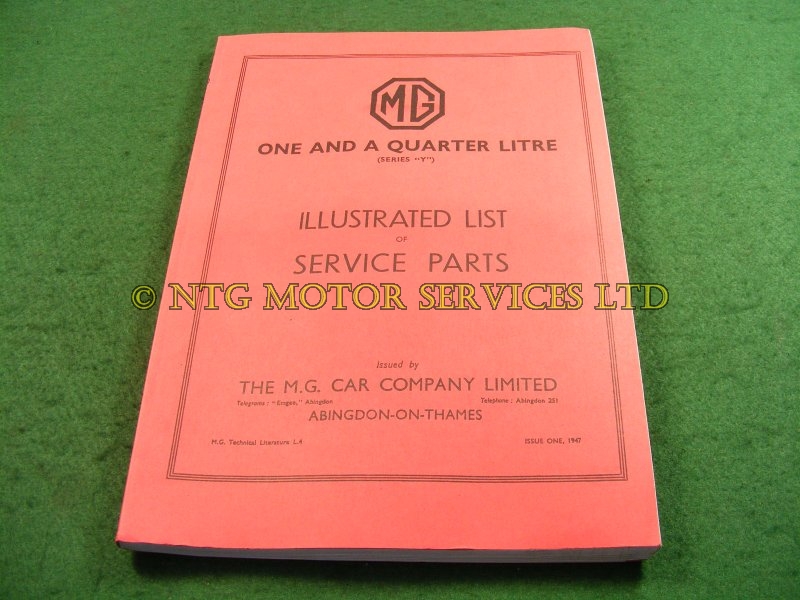 MG
ONE AND A QUARTER LITRE
(SERIES "Y")
ILLUSTRATED LIST
OF
SERVICE PARTS
© NTG MOTOR SERVICES LTD
Issued by
THE M.G. CAR COMPANY LIMITED
Telegrams: "Emgee," Abingdon Telephone: Abingdon 251
ABINGDON-ON-THAMES
M.G. Technical Literature L.4 ISSUE ONE, 1947